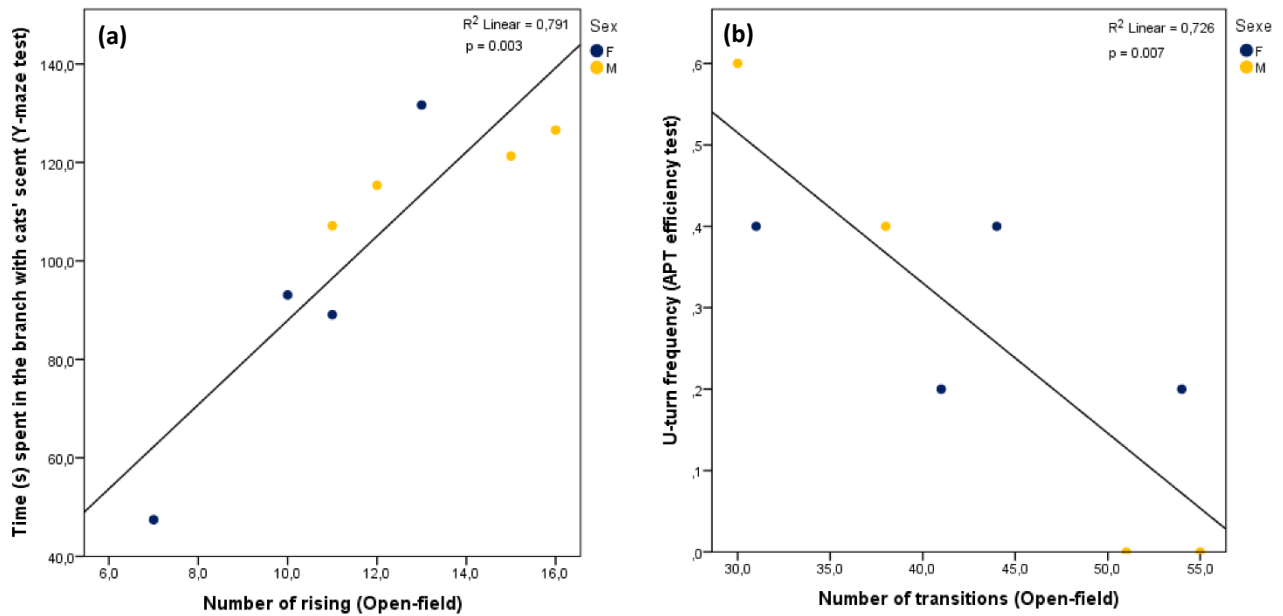 (a)
R² Linear = 0,791
p = 0.003
Sex
F
M
Time (s) spent in the branch with cats' scent (Y-maze test)
140,0
120,0
100,0
80,0
60,0
40,0
6,0 8,0 10,0 12,0 14,0 16,0
Number of rising (Open-field)
(b)
R² Linear = 0,726
p = 0.007
Sexe
F
M
U-turn frequency (APT efficiency test)
,6
,5
,4
,3
,2
,1
,0
30,0 35,0 40,0 45,0 50,0 55,0
Number of transitions (Open-field)